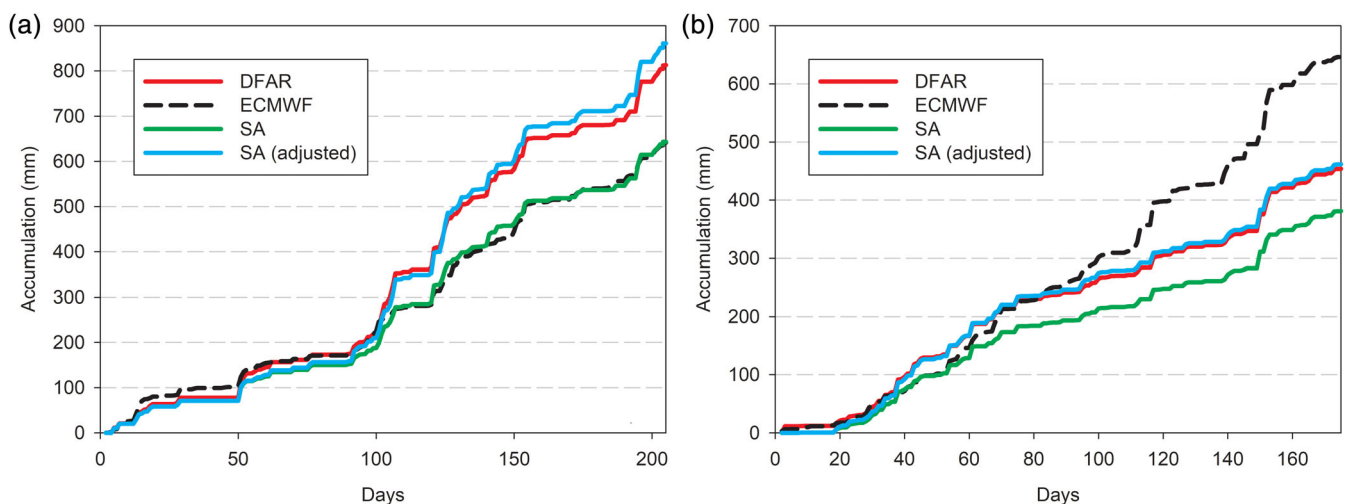 (a)
Accumulation (mm)
900
800
700
600
500
400
300
200
100
0
DFAR
ECMWF
SA
SA (adjusted)
0 50 100 150 200
Days
(b)
Accumulation (mm)
700
600
500
400
300
200
100
0
DFAR
ECMWF
SA
SA (adjusted)
0 20 40 60 80 100 120 140 160
Days